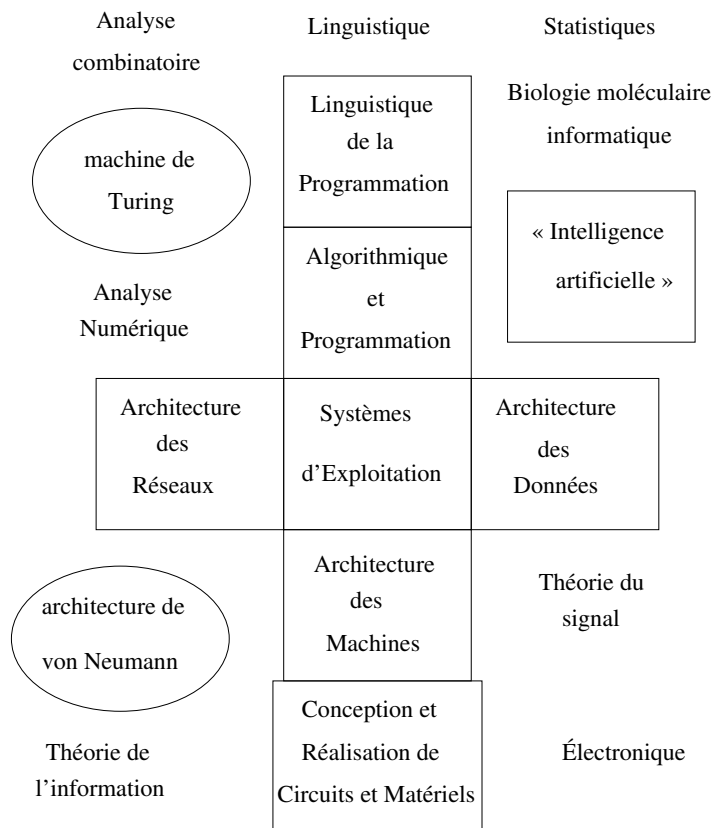 Analyse
combinatoire
Linguistique
Statistiques
Linguistique
de la
Programmation
Biologie moléculaire
informatique
machine de
Turing
« Intelligence
artificielle »
Algorithmique
et
Programmation
Analyse
Numérique
Architecture
des
Réseaux
Systèmes
d’Exploitation
Architecture
des
Données
Architecture
des
Machines
architecture de
von Neumann
Théorie du
signal
Conception et
Réalisation de
Circuits et Matériels
Théorie de
l’information
Électronique